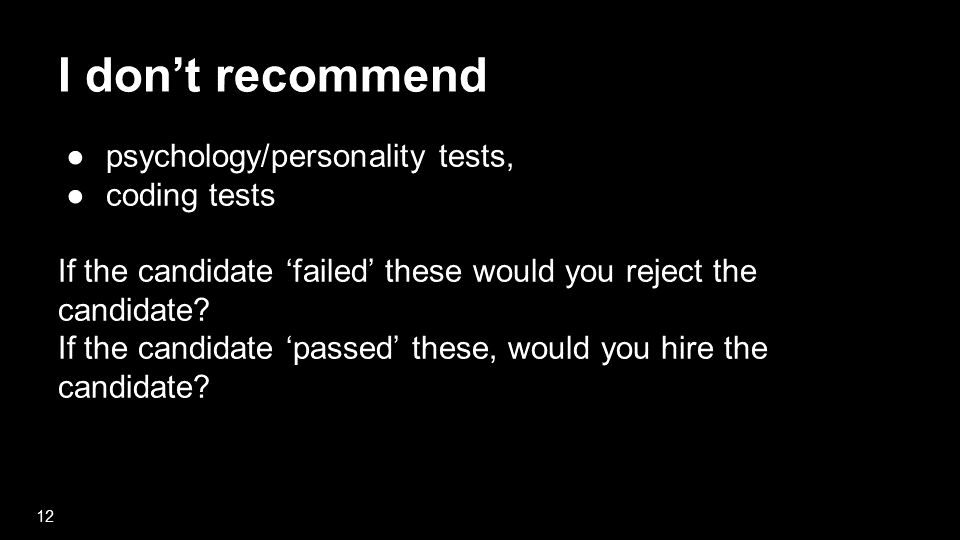 I don’t recommend
● psychology/personality tests,
● coding tests
If the candidate ‘failed’ these would you reject the
candidate?
If the candidate ‘passed’ these, would you hire the
candidate?
12